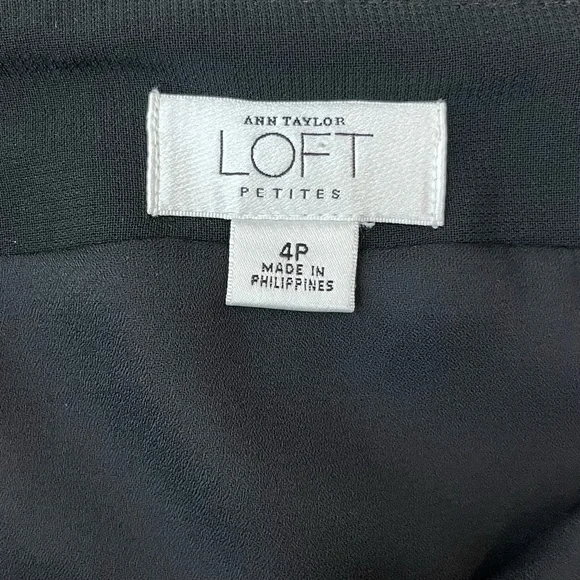 ANN TAYLOR
LOFT
PETITES
4P
MADE IN
PHILIPPINES